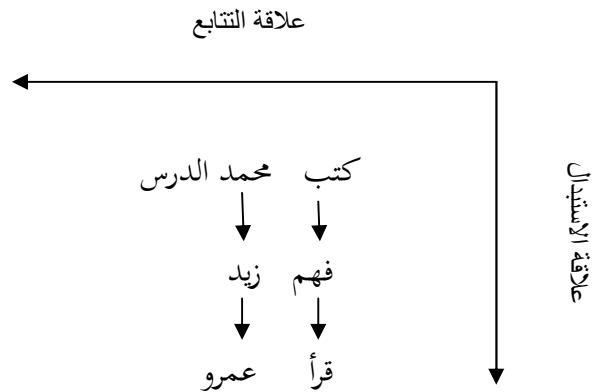 علاقة التتابع
علاقة الاستبدال
كتب محمد الدرس
فهم زيد
قرأ عمرو